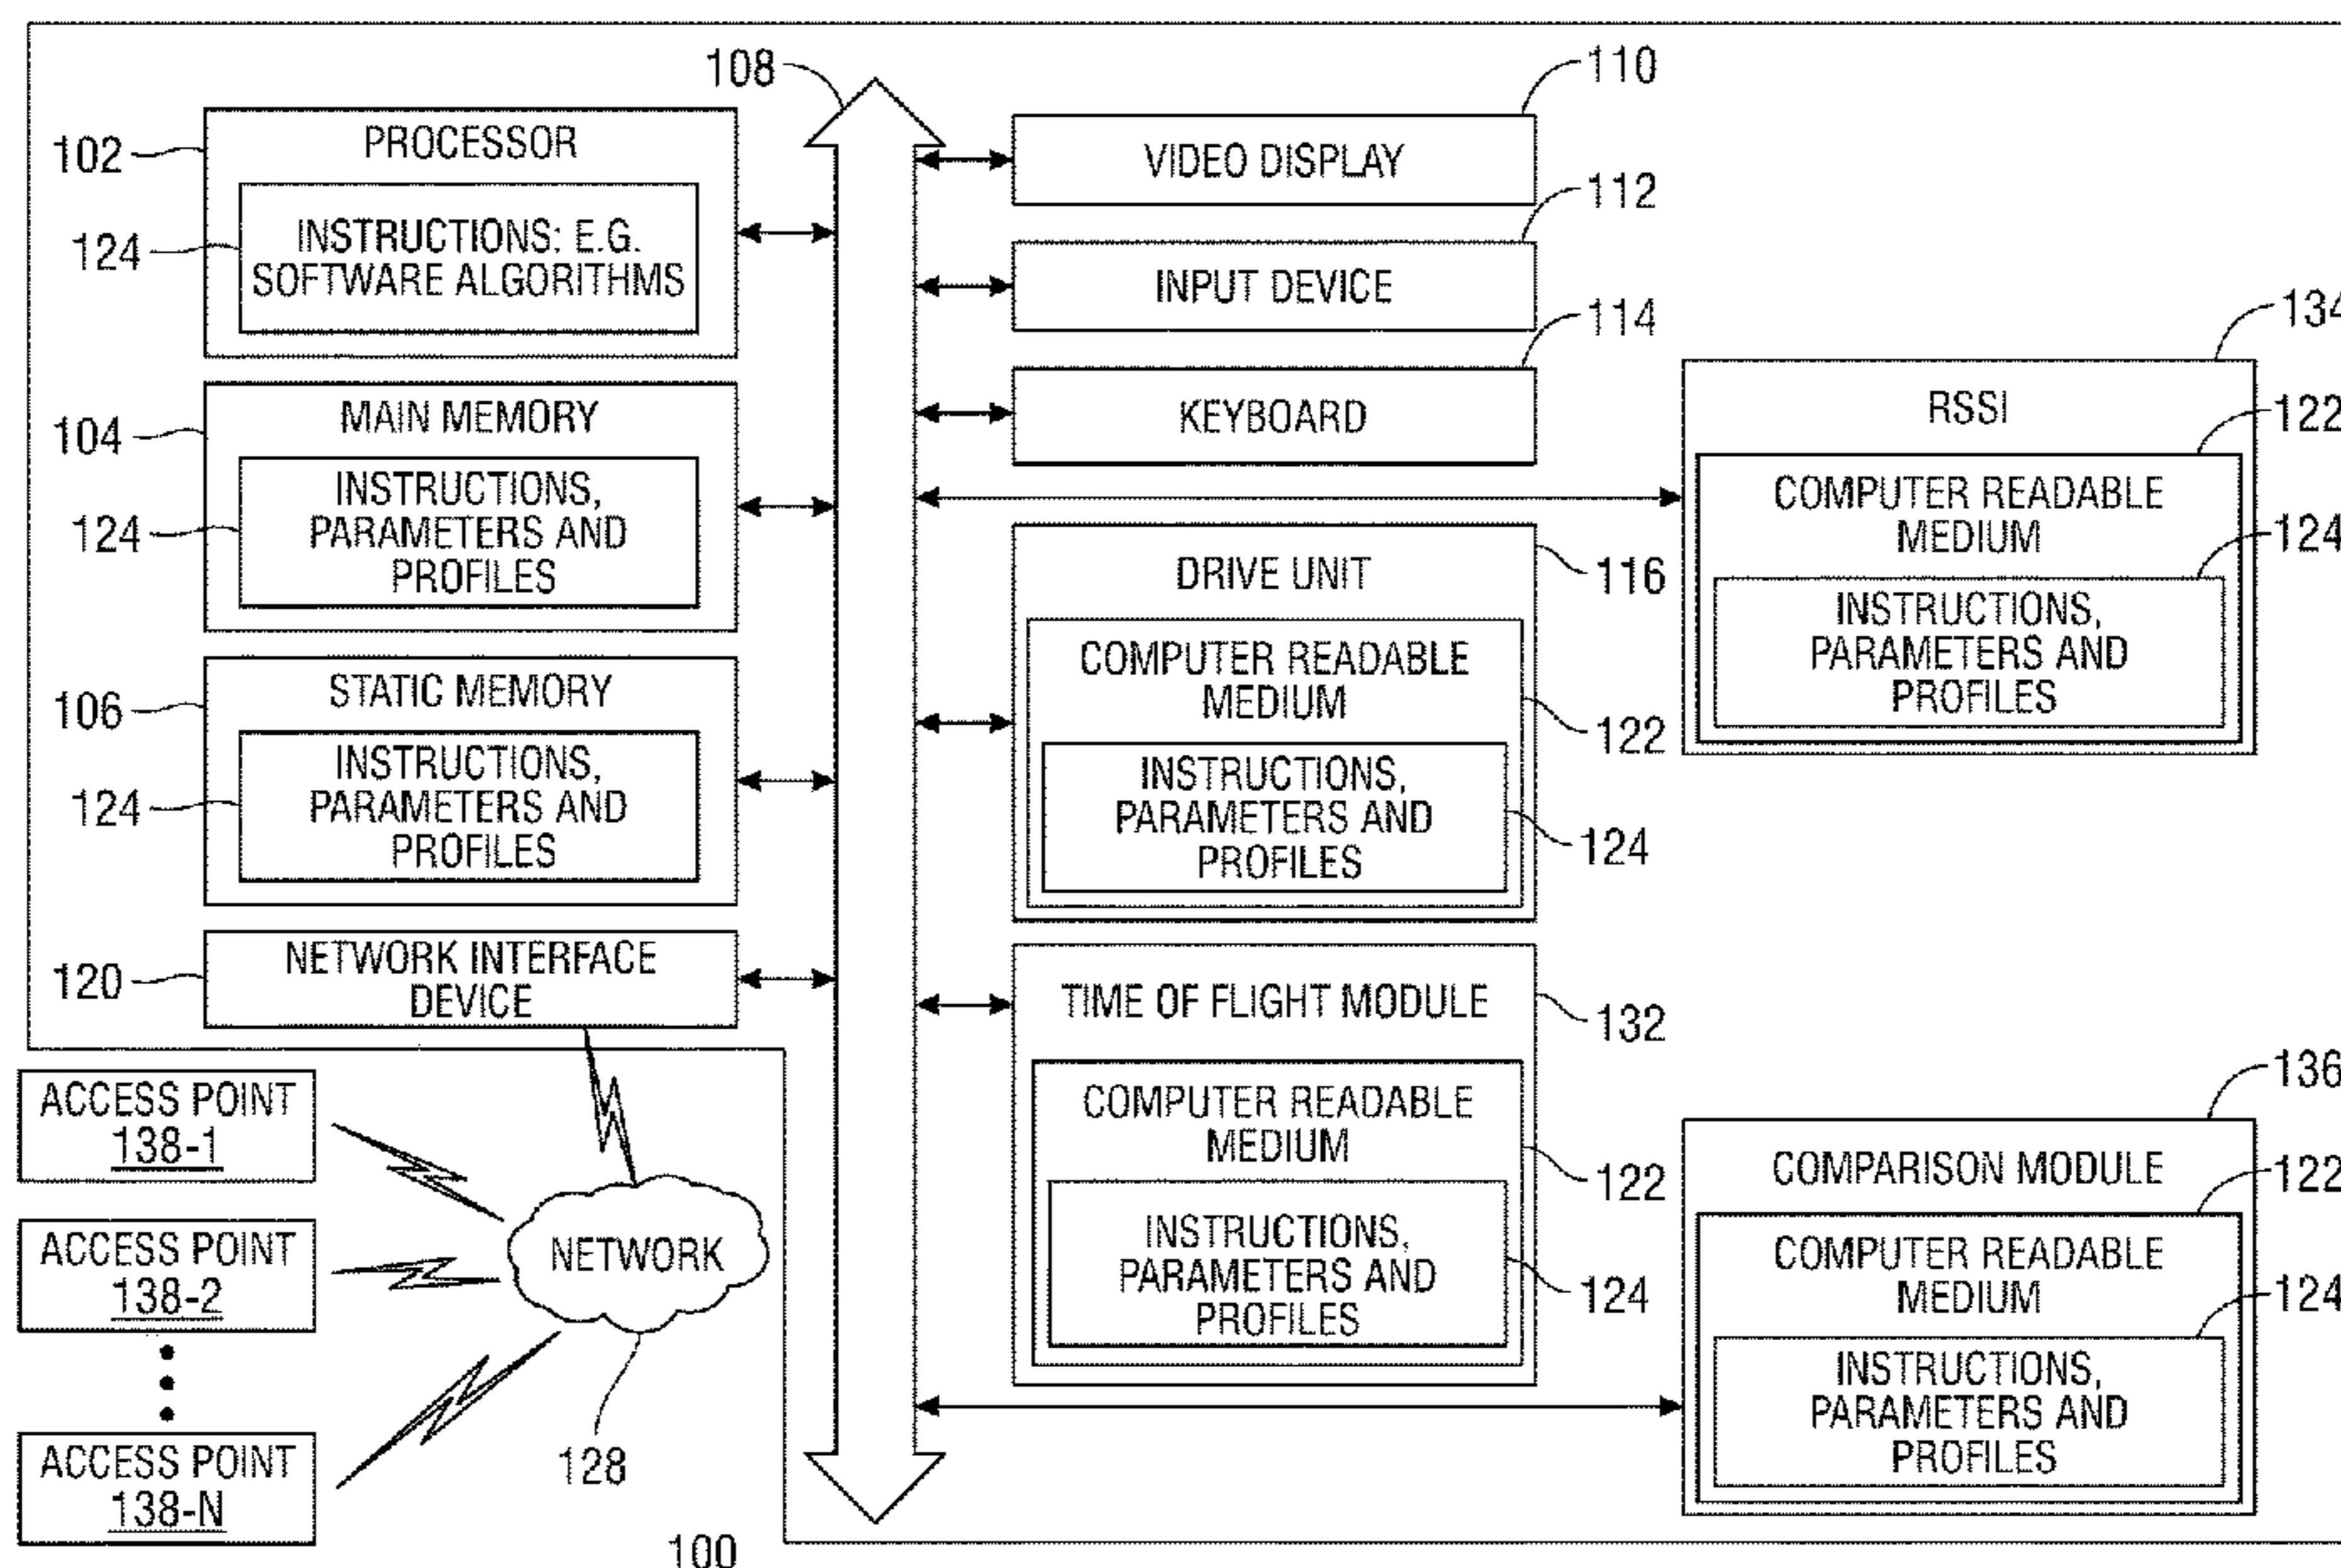 108
102
PROCESSOR
124
INSTRUCTIONS: E.G.
SOFTWARE ALGORITHMS
104
MAIN MEMORY
124
INSTRUCTIONS,
PARAMETERS AND
PROFILES
106
STATIC MEMORY
124
INSTRUCTIONS,
PARAMETERS AND
PROFILES
120
NETWORK INTERFACE
DEVICE
ACCESS POINT
138-1
ACCESS POINT
138-2
ACCESS POINT
138-N
NETWORK
128
100
110
VIDEO DISPLAY
112
INPUT DEVICE
114
KEYBOARD
116
DRIVE UNIT
COMPUTER READABLE
MEDIUM
122
INSTRUCTIONS,
PARAMETERS AND
PROFILES
124
TIME OF FLIGHT MODULE
132
COMPUTER READABLE
MEDIUM
122
INSTRUCTIONS,
PARAMETERS AND
PROFILES
124
134
RSSI
122
COMPUTER READABLE
MEDIUM
124
INSTRUCTIONS,
PARAMETERS AND
PROFILES
136
COMPARISON MODULE
122
COMPUTER READABLE
MEDIUM
124
INSTRUCTIONS,
PARAMETERS AND
PROFILES